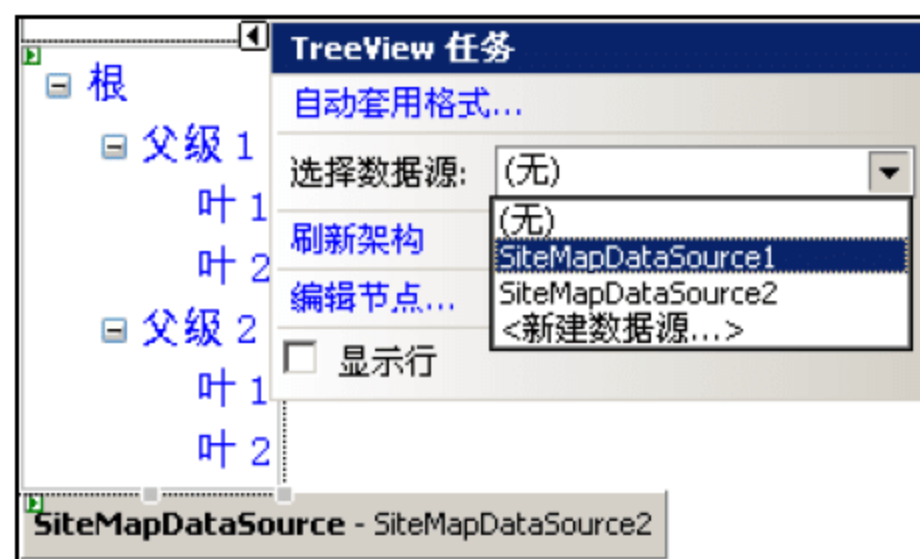 根
父级 1
叶 1
叶 2
父级 2
叶 1
叶 2
TreeView 任务
自动套用格式...
选择数据源: (无)
(无)
SiteMapDataSource1
SiteMapDataSource2
<新建数据源...>
刷新架构
编辑节点...
显示行
SiteMapDataSource - SiteMapDataSource2